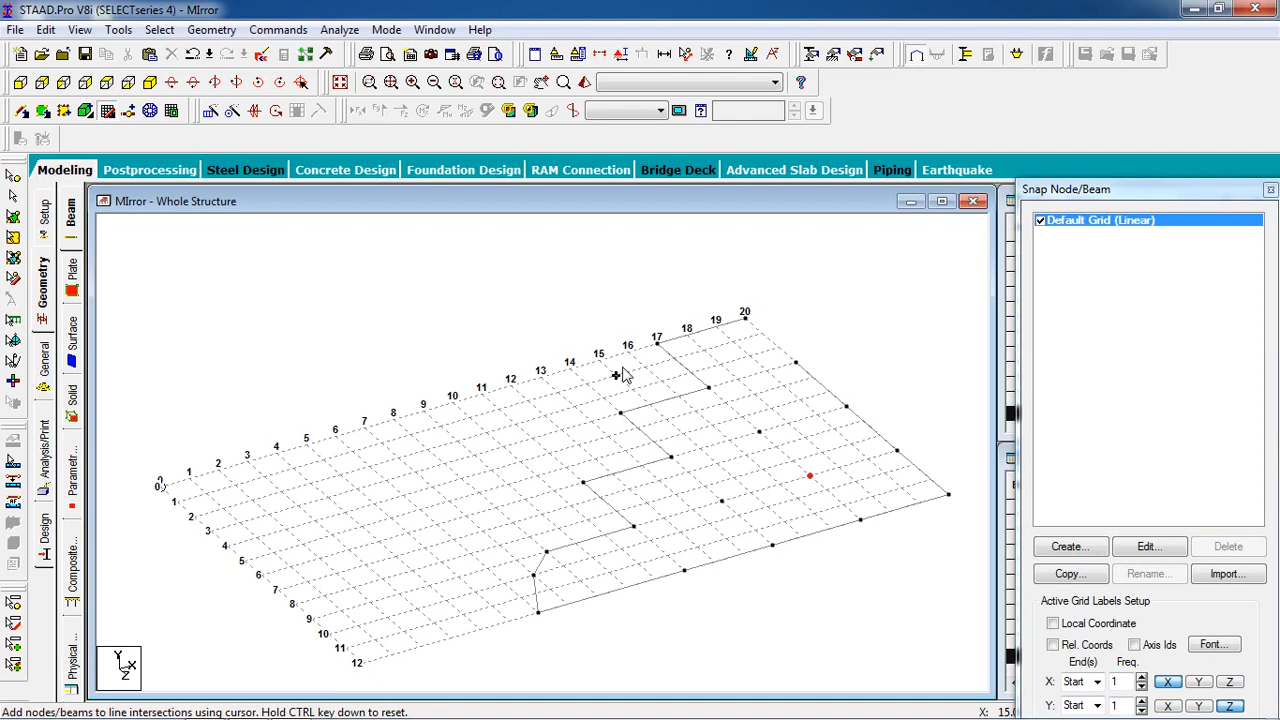 STAAD.Pro V8i (SELECTseries 4) - MIrror
File Edit View Tools Select Geometry Commands Analyze Mode Window Help
Modeling Postprocessing Steel Design Concrete Design Foundation Design RAM Connection Bridge Deck Advanced Slab Design Piping Earthquake
MIrror - Whole Structure
Snap Node/Beam
Default Grid (Linear)
Setup
Geometry
General
Analysis/Print
Design
Beam
Plate
Surface
Solid
Parametr...
Composite...
Physical ...
0 1 2 3 4 5 6 7 8 9 10 11 12 13 14 15 16 17 18 19 20
1
2
3
4
5
6
7
8
9
10
11
12
Y
X
Z
Create... Edit... Delete
Copy... Rename... Import...
Active Grid Labels Setup
Local Coordinate
Rel. Coords Axis Ids Font...
End(s) Freq.
X: Start 1 X Y Z
Y: Start 1 X Y Z
Add nodes/beams to line intersections using cursor. Hold CTRL key down to reset.
X: 15.0